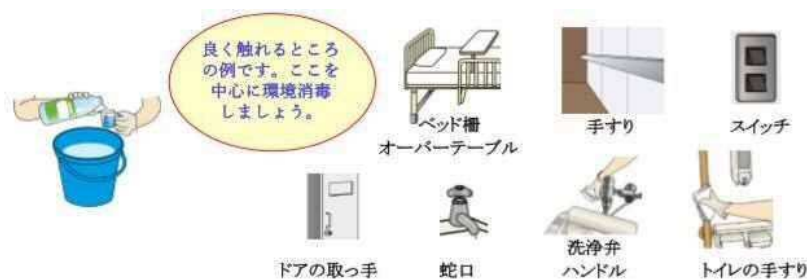 良く触れるところ
の例です。ここを
中心に環境消毒
しましょう。
ベッド柵
オーバーテーブル
手すり
スイッチ
ドアの取っ手
蛇口
洗浄弁
ハンドル
トイレの手すり